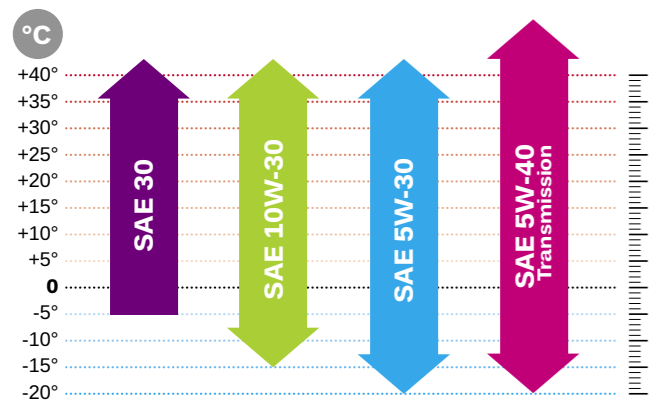 °C
+40°
+35°
+30°
+25°
+20°
+15°
+10°
+5°
0
-5°
-10°
-15°
-20°
SAE 30
SAE 10W-30
SAE 5W-30
SAE 5W-40
Transmission